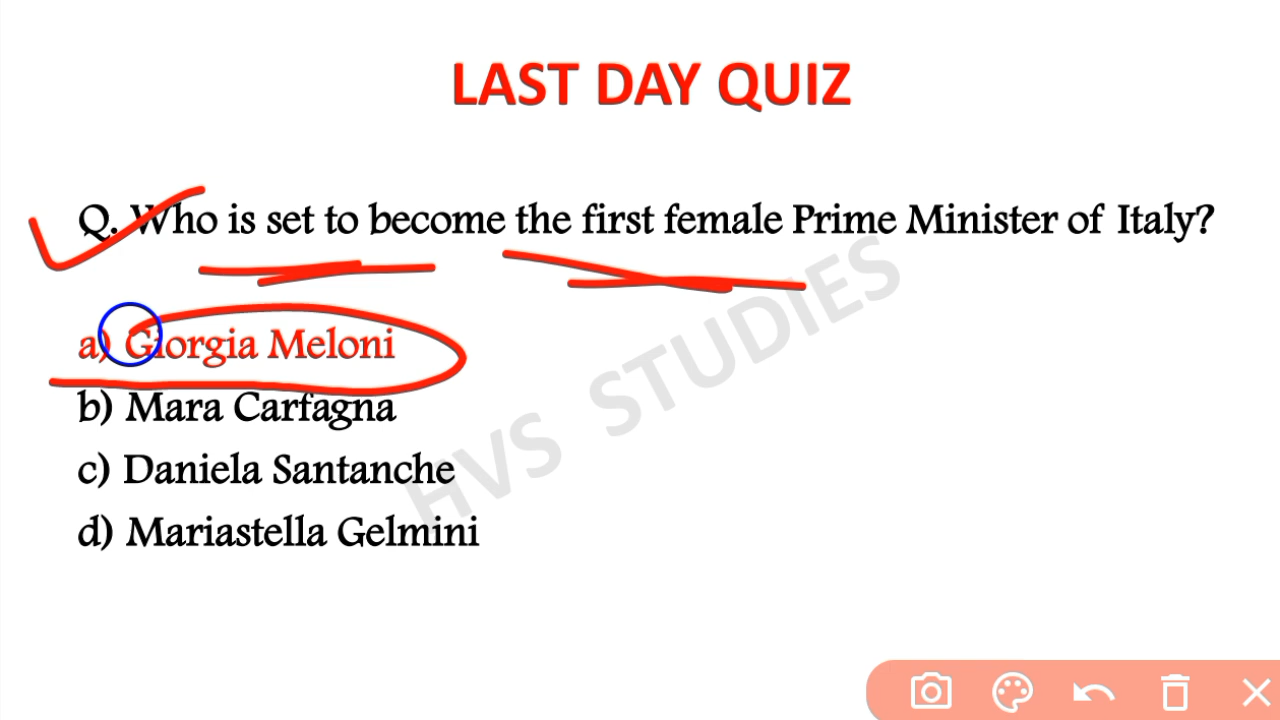 LAST DAY QUIZ
Q. Who is set to become the first female Prime Minister of Italy?
a) Giorgia Meloni
b) Mara Carfagna
c) Daniela Santanche
d) Mariastella Gelmini
HVS STUDIES